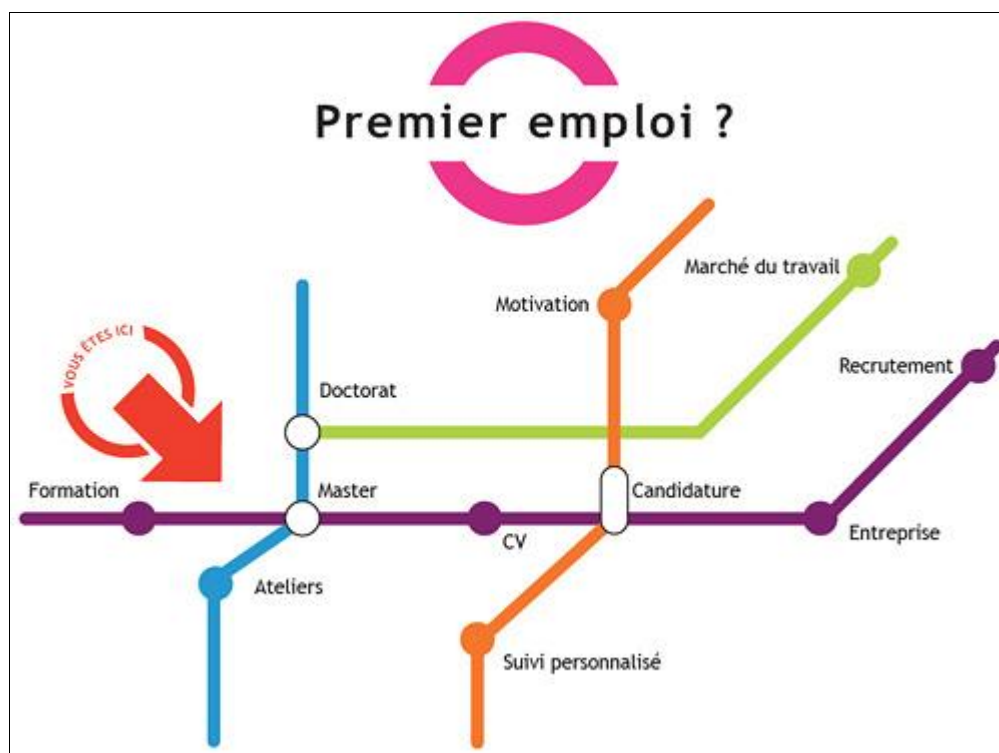 Premier emploi ?
Marché du travail
Motivation
VOUS ÊTES ICI
Recrutement
Doctorat
Formation
Master
Candidature
CV
Entreprise
Ateliers
Suivi personnalisé